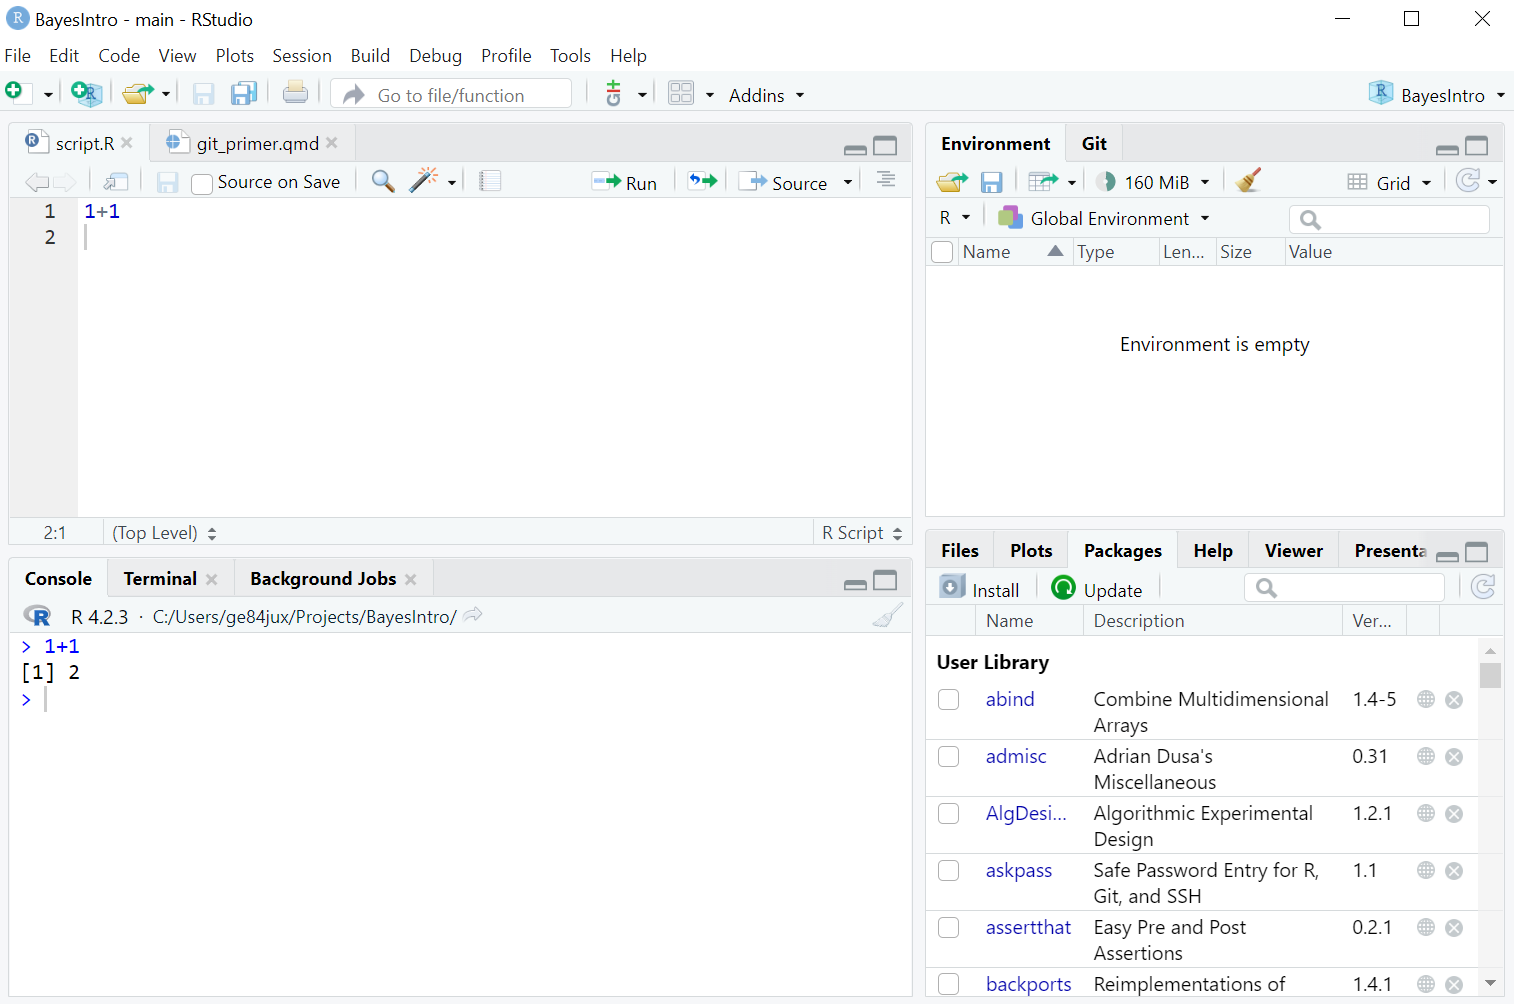 BayesIntro - main - RStudio
File Edit Code View Plots Session Build Debug Profile Tools Help
Go to file/function Addins BayesIntro
script.R git_primer.qmd
Source on Save Run Source
1 1+1
2
2:1 (Top Level) R Script
Console Terminal Background Jobs
R 4.2.3 · C:/Users/ge84jux/Projects/BayesIntro/
> 1+1
[1] 2
>
Environment Git
160 MiB Grid
R Global Environment
Name Type Len... Size Value
Environment is empty
Files Plots Packages Help Viewer Presenta
Install Update
Name Description Ver...
User Library
abind Combine Multidimensional 1.4-5
Arrays
admisc Adrian Dusa's 0.31
Miscellaneous
AlgDesi... Algorithmic Experimental 1.2.1
Design
askpass Safe Password Entry for R, 1.1
Git, and SSH
assertthat Easy Pre and Post 0.2.1
Assertions
backports Reimplementations of 1.4.1